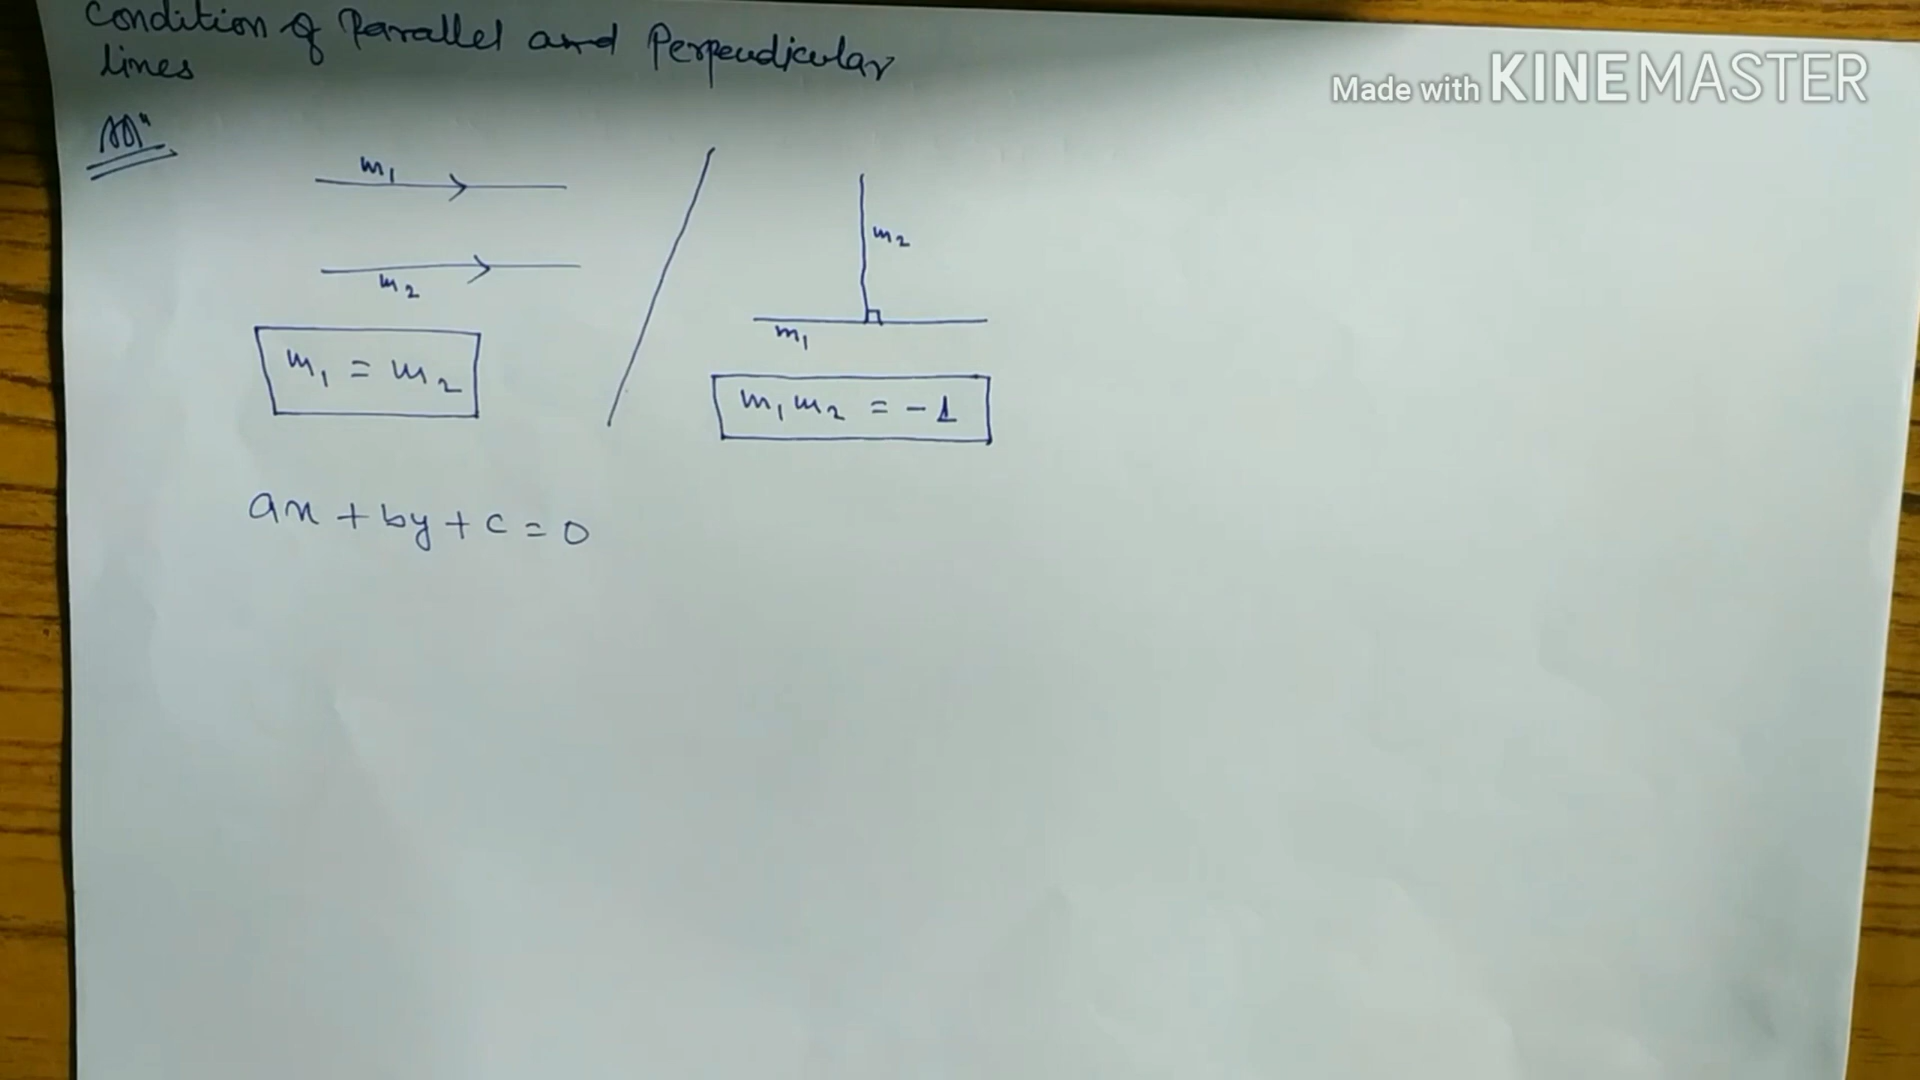 Condition of Parallel and Perpendicular
lines
Made with KINEMASTER
m₁
m₂
m₁ = m₂
m₂
m₁
m₁m₂ = -1
ax + by + c = 0